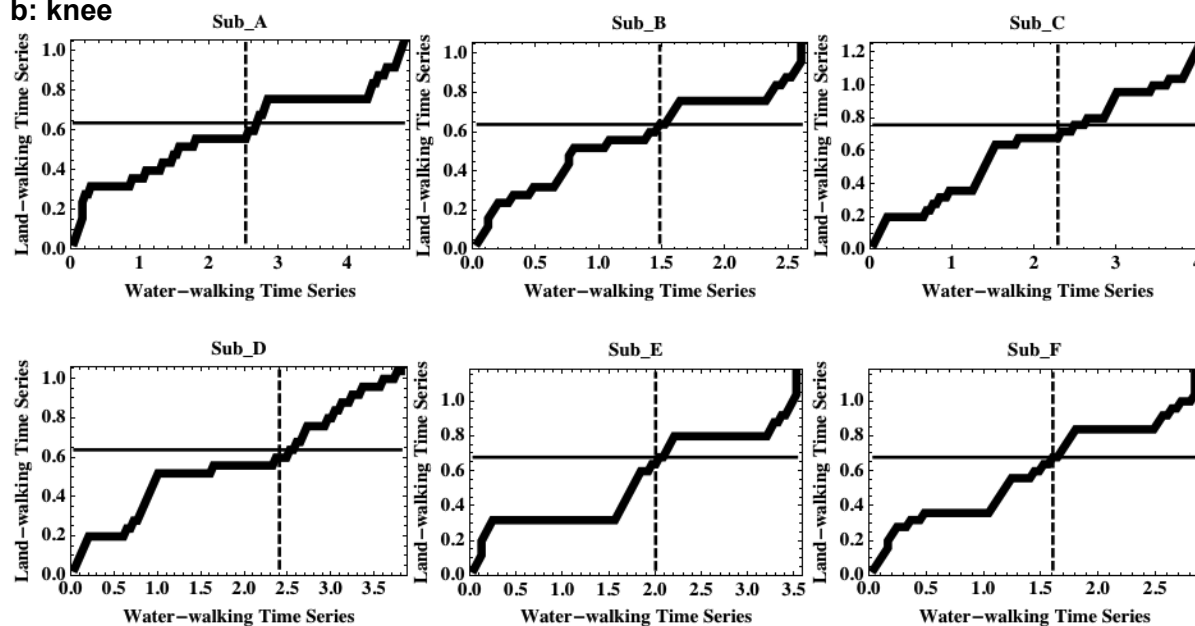 b: knee
Sub_A
Land−walking Time Series
1.0
0.8
0.6
0.4
0.2
0.0
0 1 2 3 4
Water−walking Time Series
Sub_B
Land−walking Time Series
1.0
0.8
0.6
0.4
0.2
0.0
0.0 0.5 1.0 1.5 2.0 2.5
Water−walking Time Series
Sub_C
Land−walking Time Series
1.2
1.0
0.8
0.6
0.4
0.2
0.0
0 1 2 3 4
Water−walking Time Series
Sub_D
Land−walking Time Series
1.0
0.8
0.6
0.4
0.2
0.0
0.0 0.5 1.0 1.5 2.0 2.5 3.0 3.5
Water−walking Time Series
Sub_E
Land−walking Time Series
1.0
0.8
0.6
0.4
0.2
0.0
0.0 0.5 1.0 1.5 2.0 2.5 3.0 3.5
Water−walking Time Series
Sub_F
Land−walking Time Series
1.0
0.8
0.6
0.4
0.2
0.0
0.0 0.5 1.0 1.5 2.0 2.5
Water−walking Time Series